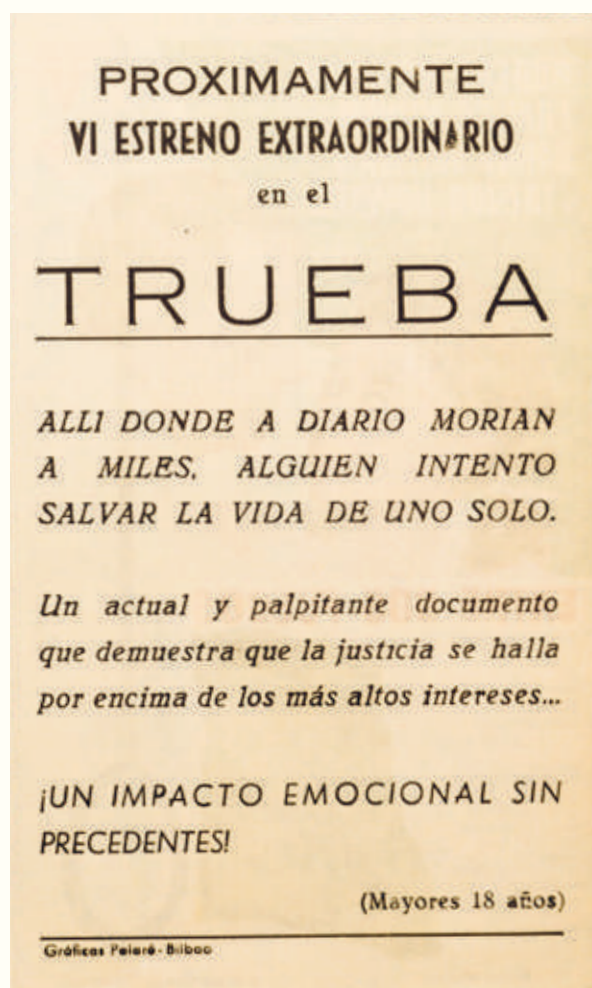 PROXIMAMENTE
VI ESTRENO EXTRAORDINARIO
en el
TRUEBA
ALLI DONDE A DIARIO MORIAN
A MILES, ALGUIEN INTENTO
SALVAR LA VIDA DE UNO SOLO.
Un actual y palpitante documento
que demuestra que la justicia se halla
por encima de los más altos intereses...
¡UN IMPACTO EMOCIONAL SIN
PRECEDENTES!
(Mayores 18 años)
Gráficas - Bilbao